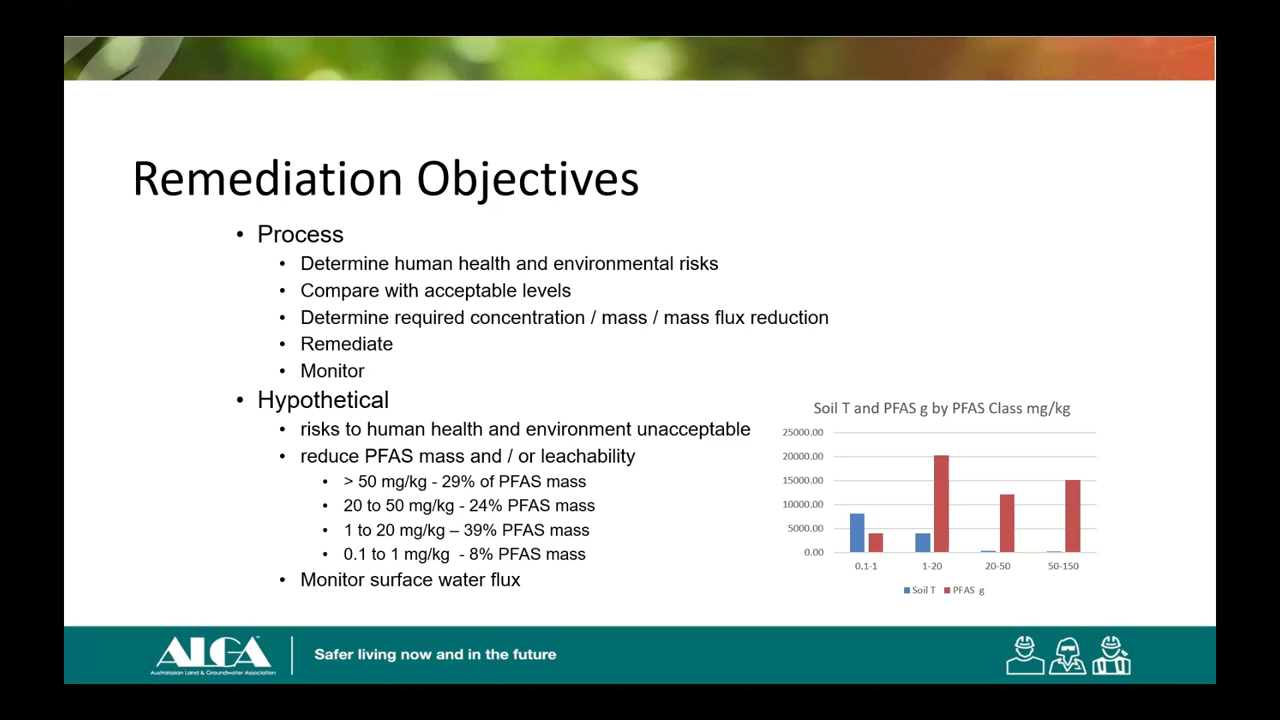 Remediation Objectives
• Process
• Determine human health and environmental risks
• Compare with acceptable levels
• Determine required concentration / mass / mass flux reduction
• Remediate
• Monitor
• Hypothetical
• risks to human health and environment unacceptable
• reduce PFAS mass and / or leachability
• > 50 mg/kg - 29% of PFAS mass
• 20 to 50 mg/kg - 24% PFAS mass
• 1 to 20 mg/kg – 39% PFAS mass
• 0.1 to 1 mg/kg - 8% PFAS mass
• Monitor surface water flux
Soil T and PFAS g by PFAS Class mg/kg
25000.00
20000.00
15000.00
10000.00
5000.00
0.00
0.1-1 1-20 20-50 50-150
Soil T PFAS g
ALGA
Australasian Land & Groundwater Association
Safer living now and in the future